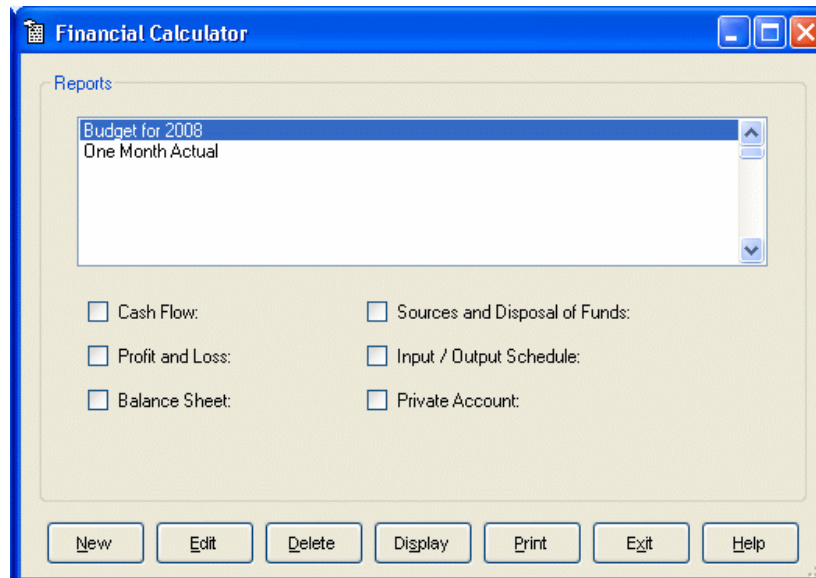 Financial Calculator
Reports
Budget for 2008
One Month Actual
Cash Flow: Sources and Disposal of Funds:
Profit and Loss: Input / Output Schedule:
Balance Sheet: Private Account:
New Edit Delete Display Print Exit Help